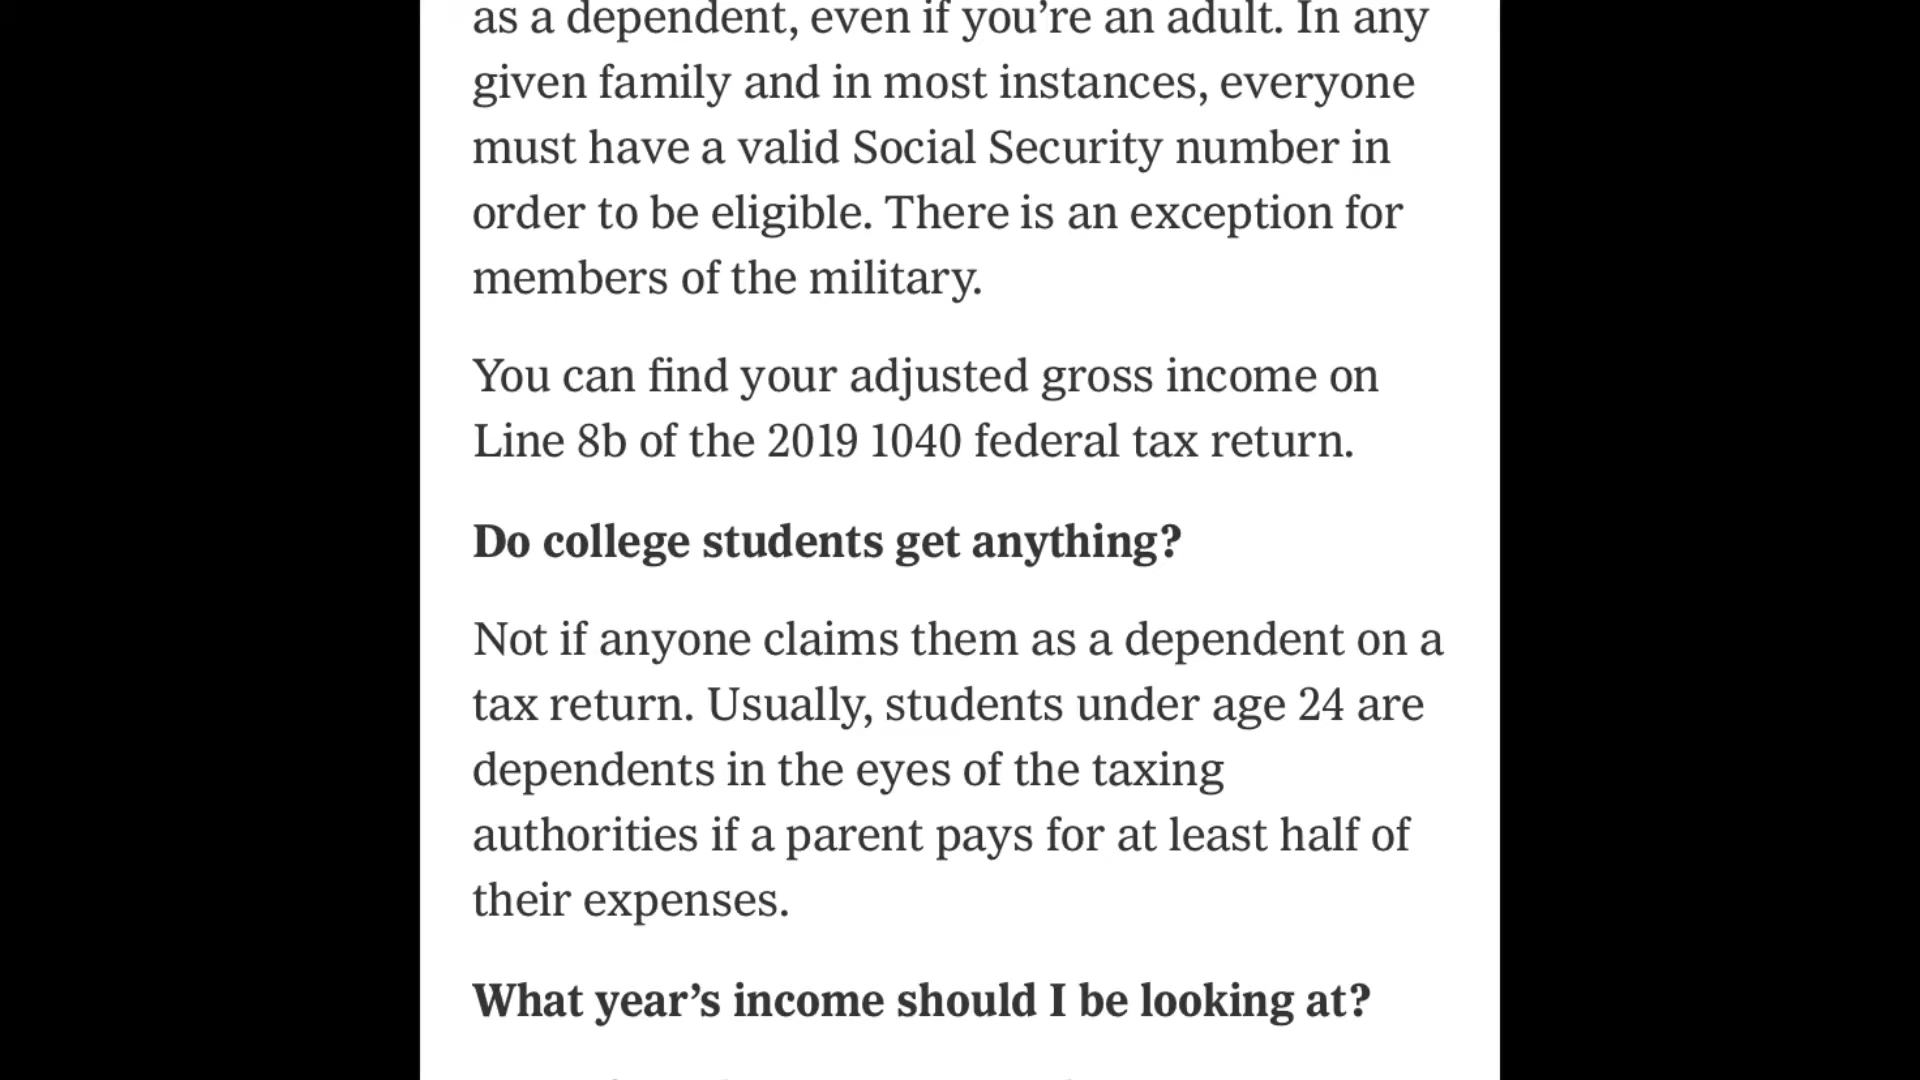 as a dependent, even if you’re an adult. In any
given family and in most instances, everyone
must have a valid Social Security number in
order to be eligible. There is an exception for
members of the military.
You can find your adjusted gross income on
Line 8b of the 2019 1040 federal tax return.
Do college students get anything?
Not if anyone claims them as a dependent on a
tax return. Usually, students under age 24 are
dependents in the eyes of the taxing
authorities if a parent pays for at least half of
their expenses.
What year’s income should I be looking at?